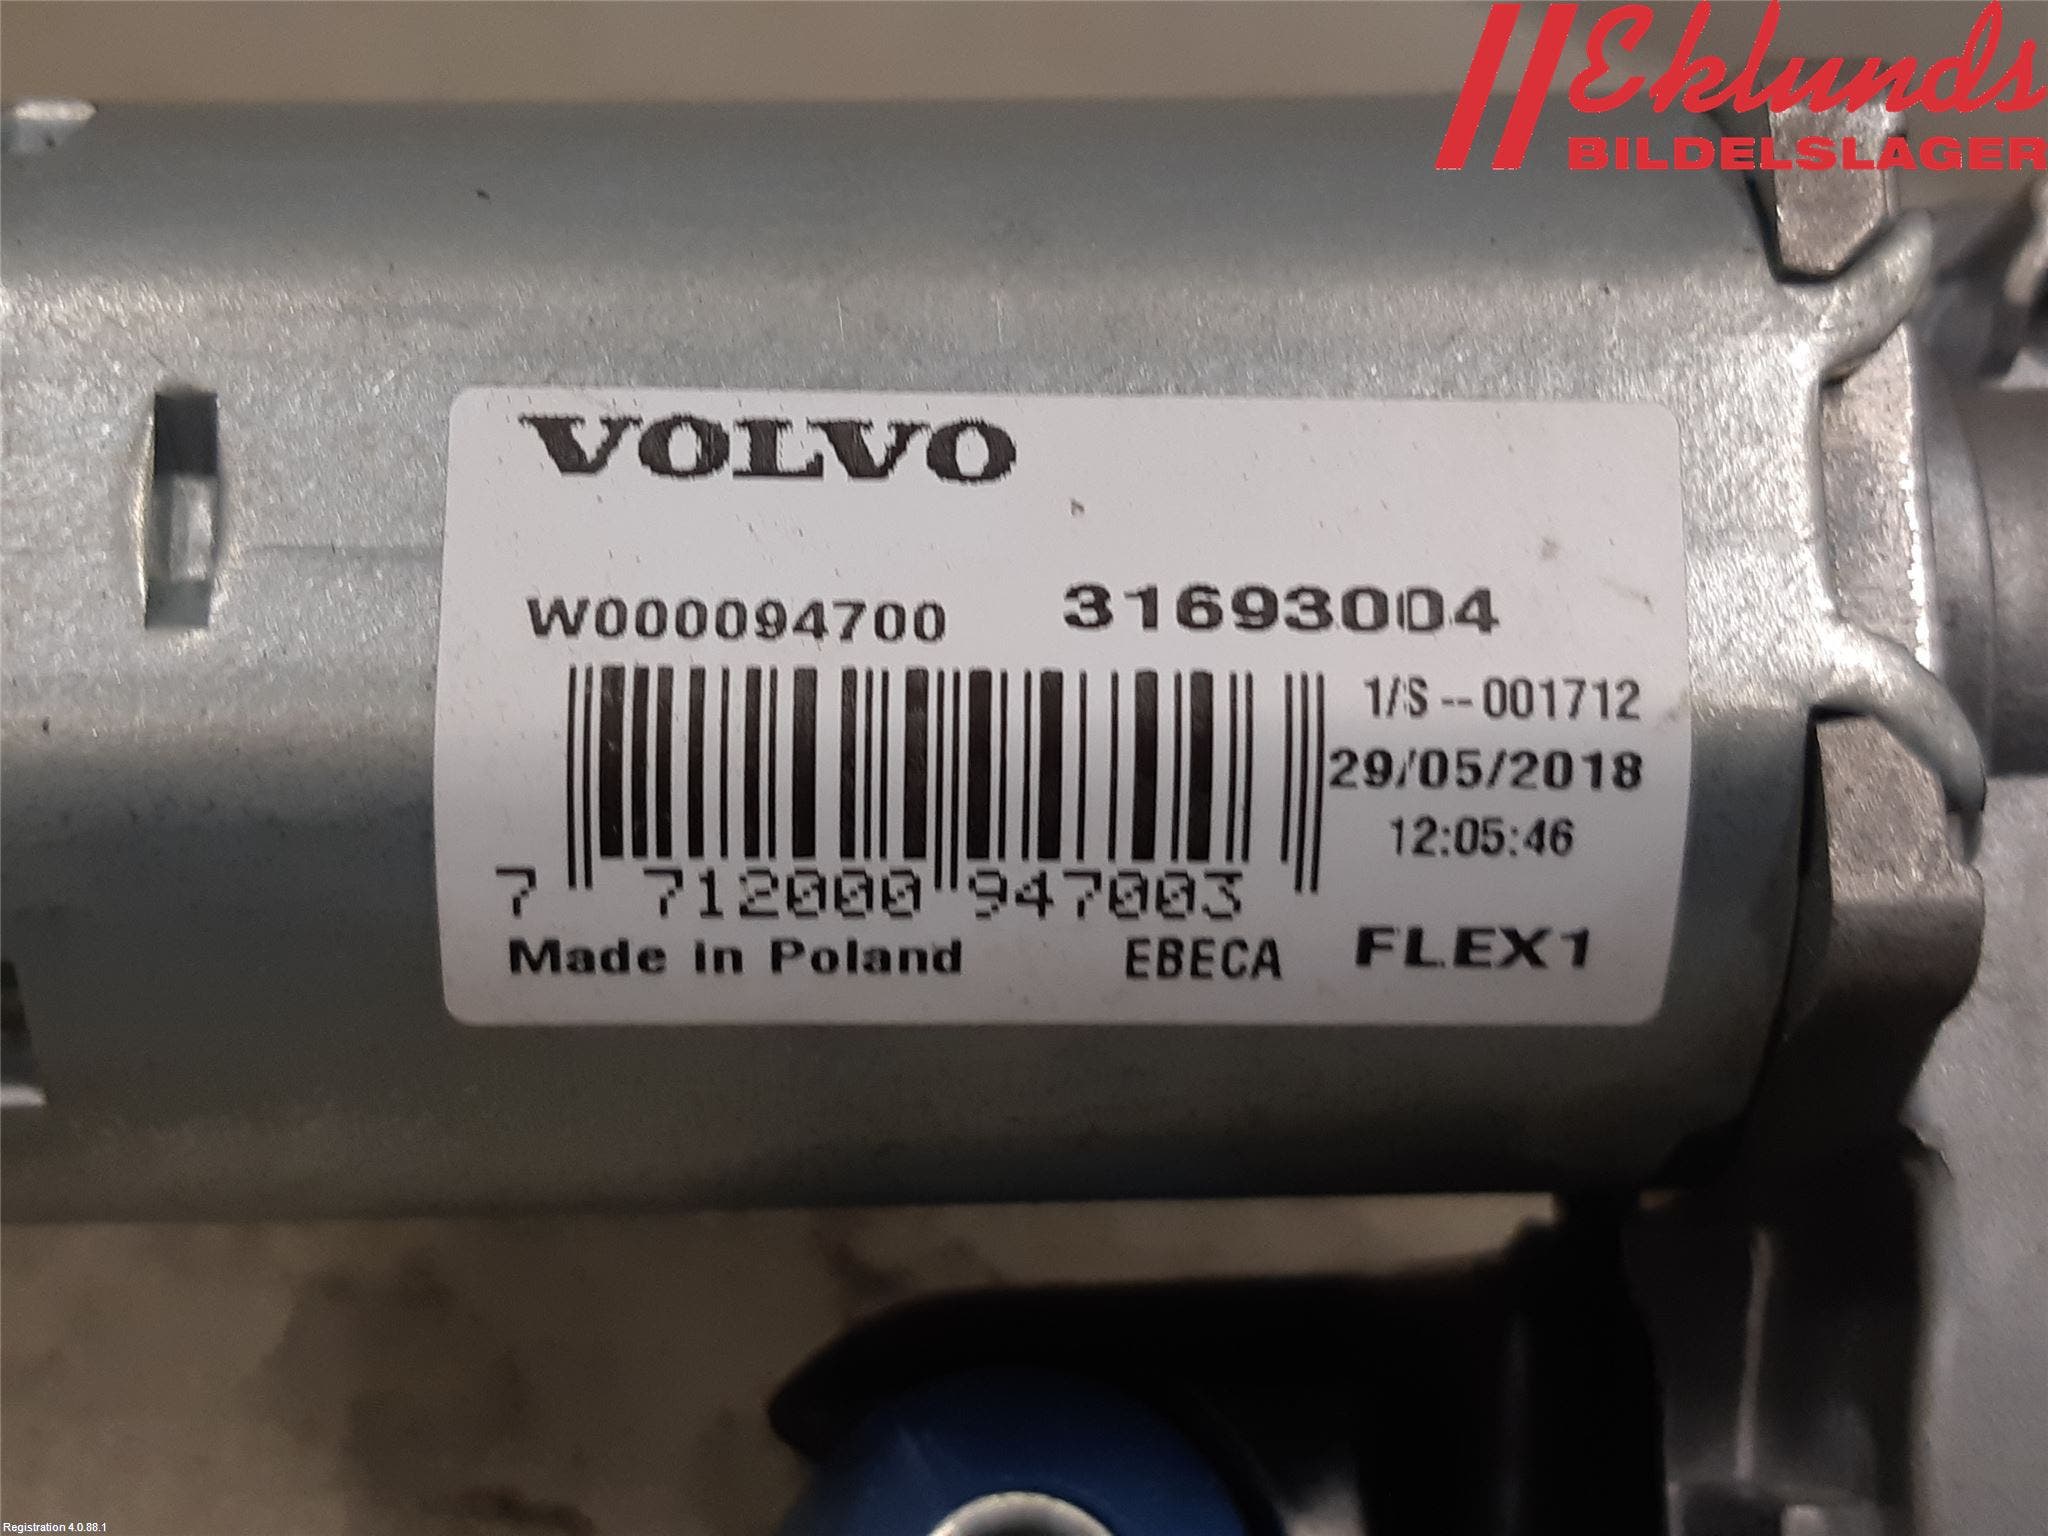 Eklunds
BILDELSLAGER
VOLVO
W000094700 31693004
1/S--001712
29/05/2018
12:05:46
7 712000 947003
Made in Poland EBECA FLEX1
Registration 4.0.88.1